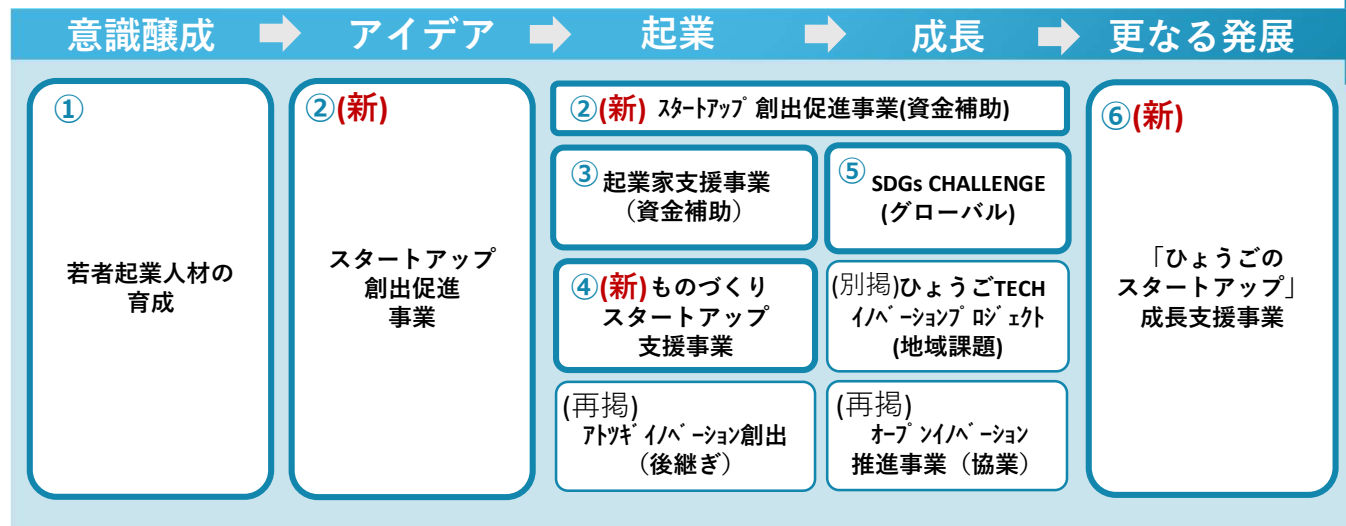 意識醸成
アイデア
起業
成長
更なる発展
①
若者起業人材の
育成
②(新)
スタートアップ
創出促進
事業
②(新) ｽﾀｰﾄｱｯﾌﾟ 創出促進事業(資金補助)
③起業家支援事業
（資金補助）
④(新)ものづくり
スタートアップ
支援事業
(再掲)
ｱﾄﾂｷﾞｲﾉﾍﾞｰｼｮﾝ創出
（後継ぎ）
⑤ SDGs CHALLENGE
(グローバル)
(別掲)ひょうごTECH
ｲﾉﾍﾞｰｼｮﾝﾌﾟﾛｼﾞｪｸﾄ
(地域課題)
(再掲)
ｵｰﾌﾟﾝｲﾉﾍﾞｰｼｮﾝ
推進事業（協業）
⑥(新)
「ひょうごの
スタートアップ」
成長支援事業